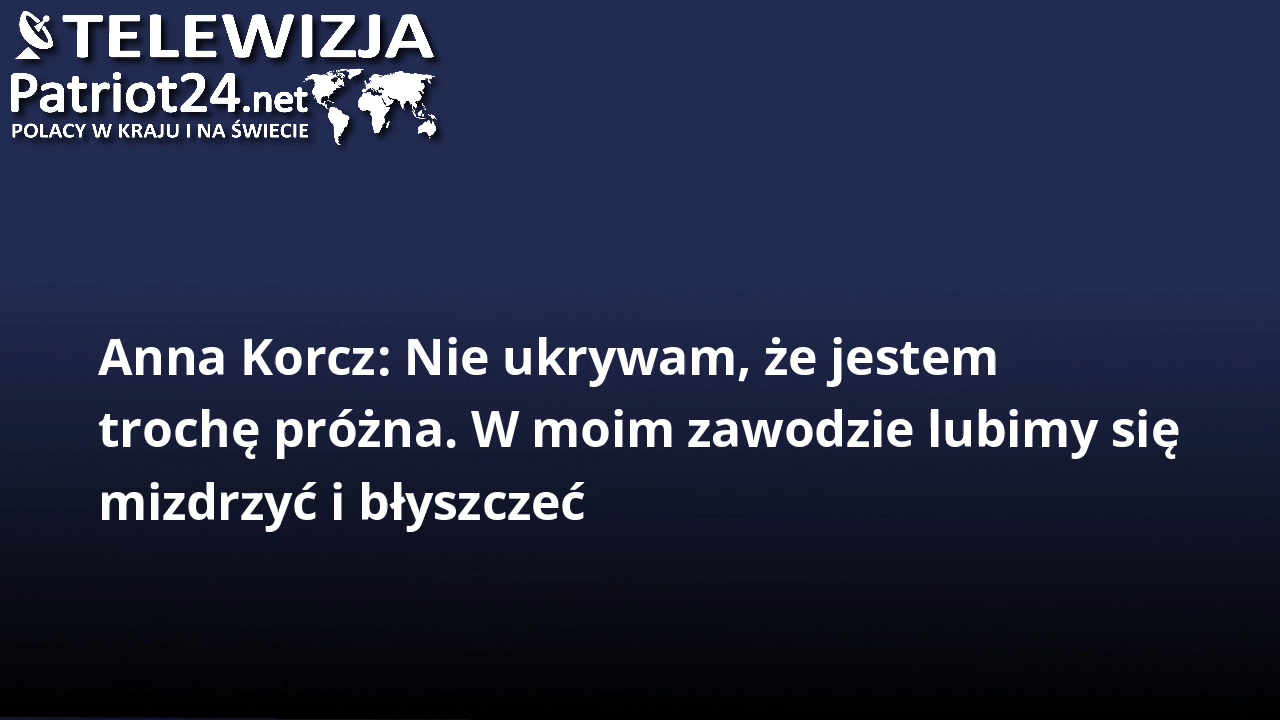 TELEWIZJA
Patriot24.net
POLACY W KRAJU I NA ŚWIECIE
Anna Korcz: Nie ukrywam, że jestem
trochę próżna. W moim zawodzie lubimy się
mizdrzyć i błyszczeć